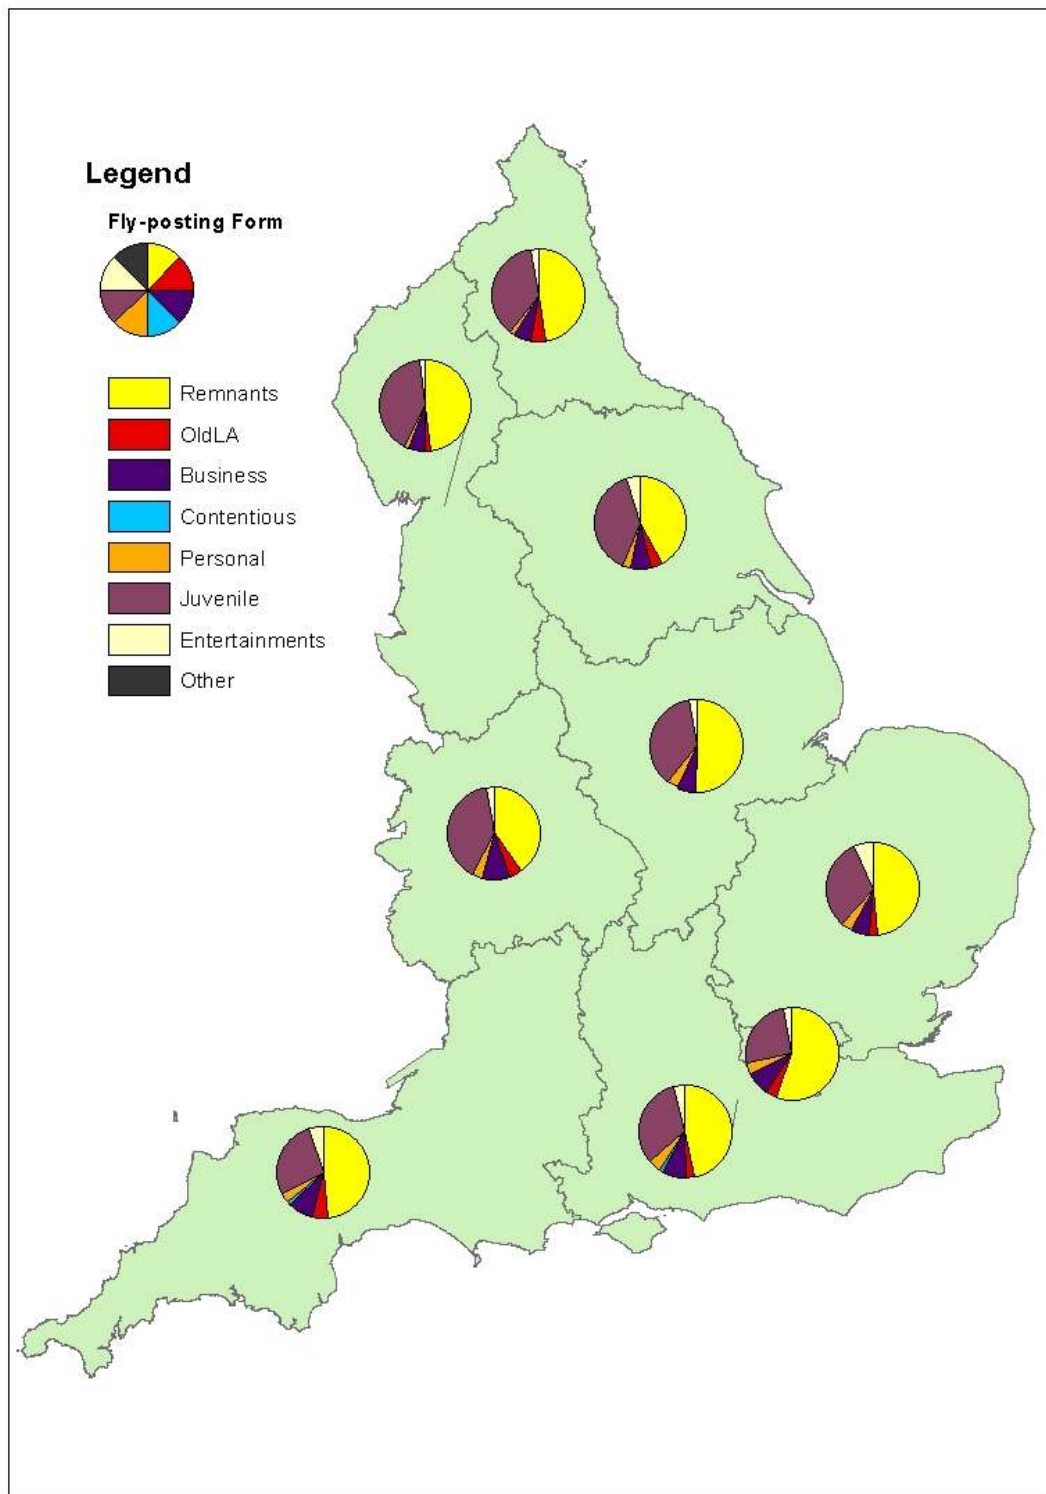 Legend
Fly-posting Form
Remnants
OldLA
Business
Contentious
Personal
Juvenile
Entertainments
Other